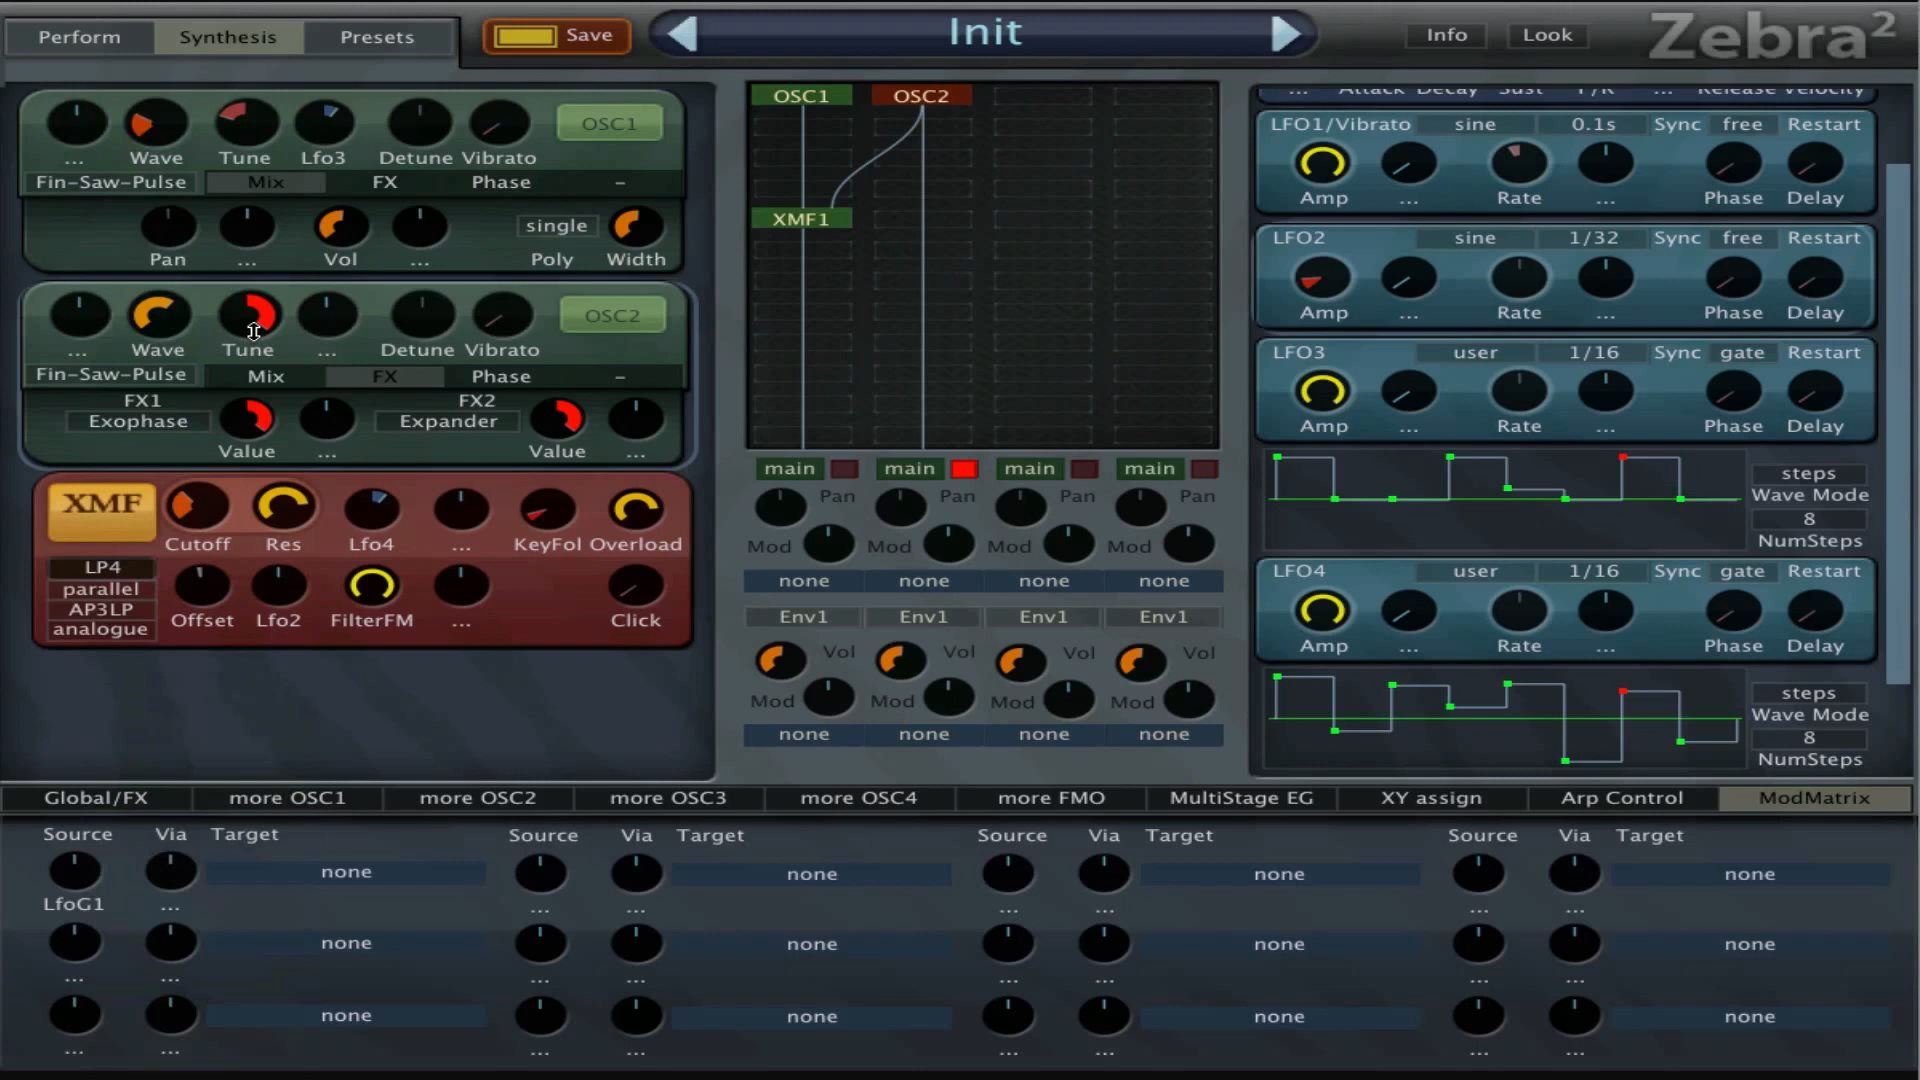 Perform Synthesis Presets Save Init Info Look Zebra2
OSC1
... Wave Tune Lfo3 Detune Vibrato
Fin-Saw-Pulse Mix FX Phase –
single
Pan ... Vol ... Poly Width
OSC2
... Wave Tune ... Detune Vibrato
Fin-Saw-Pulse Mix FX Phase –
FX1 FX2
Exophase Expander
Value ... Value ...
XMF
Cutoff Res Lfo4 ... KeyFol Overload
LP4
parallel
AP3LP
analogue
Offset Lfo2 FilterFM ... Click
OSC1 OSC2
XMF1
main main main main
Pan Pan Pan Pan
Mod Mod Mod Mod
none none none none
Env1 Env1 Env1 Env1
Vol Vol Vol Vol
Mod Mod Mod Mod
none none none none
... Attack Decay Sust F/R ... Release Velocity
LFO1/Vibrato sine 0.1s Sync free Restart
Amp ... Rate ... Phase Delay
LFO2 sine 1/32 Sync free Restart
Amp ... Rate ... Phase Delay
LFO3 user 1/16 Sync gate Restart
Amp ... Rate ... Phase Delay
steps
Wave Mode
8
NumSteps
LFO4 user 1/16 Sync gate Restart
Amp ... Rate ... Phase Delay
steps
Wave Mode
8
NumSteps
Global/FX more OSC1 more OSC2 more OSC3 more OSC4 more FMO MultiStage EG XY assign Arp Control ModMatrix
Source Via Target Source Via Target Source Via Target Source Via Target
none none none none
LfoG1 ... ... ... ... ... ... ...
none none none none
... ... ... ... ... ... ... ...
none none none none
... ... ... ... ... ... ... ...